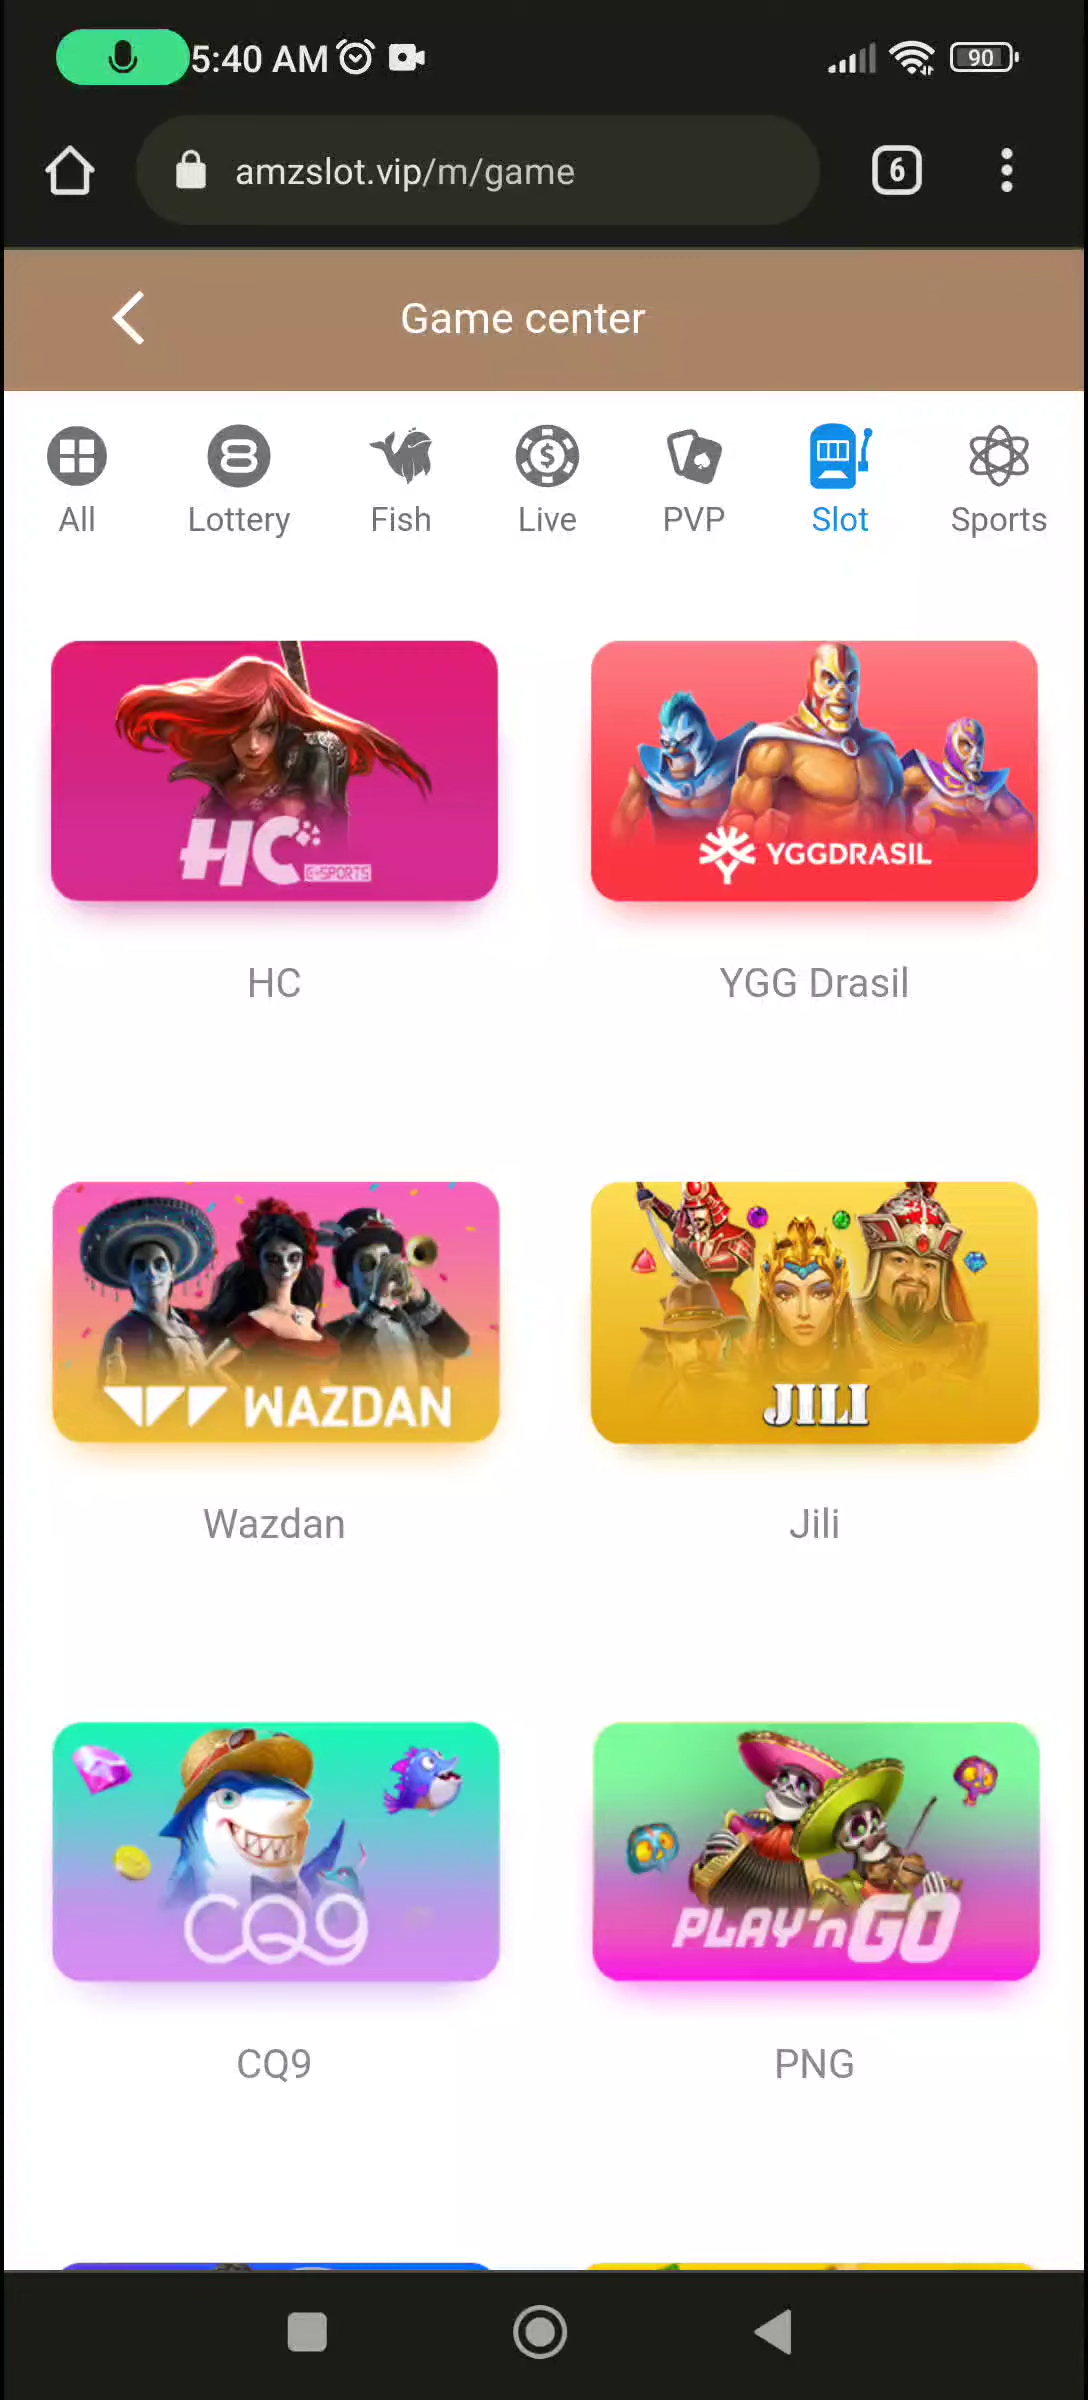 5:40 AM
90
amzslot.vip/m/game
6
Game center
All
Lottery
Fish
Live
PVP
Slot
Sports
HC
E-SPORTS
YGGDRASIL
HC
YGG Drasil
WAZDAN
JILI
Wazdan
Jili
CQ9
PLAY'n GO
CQ9
PNG